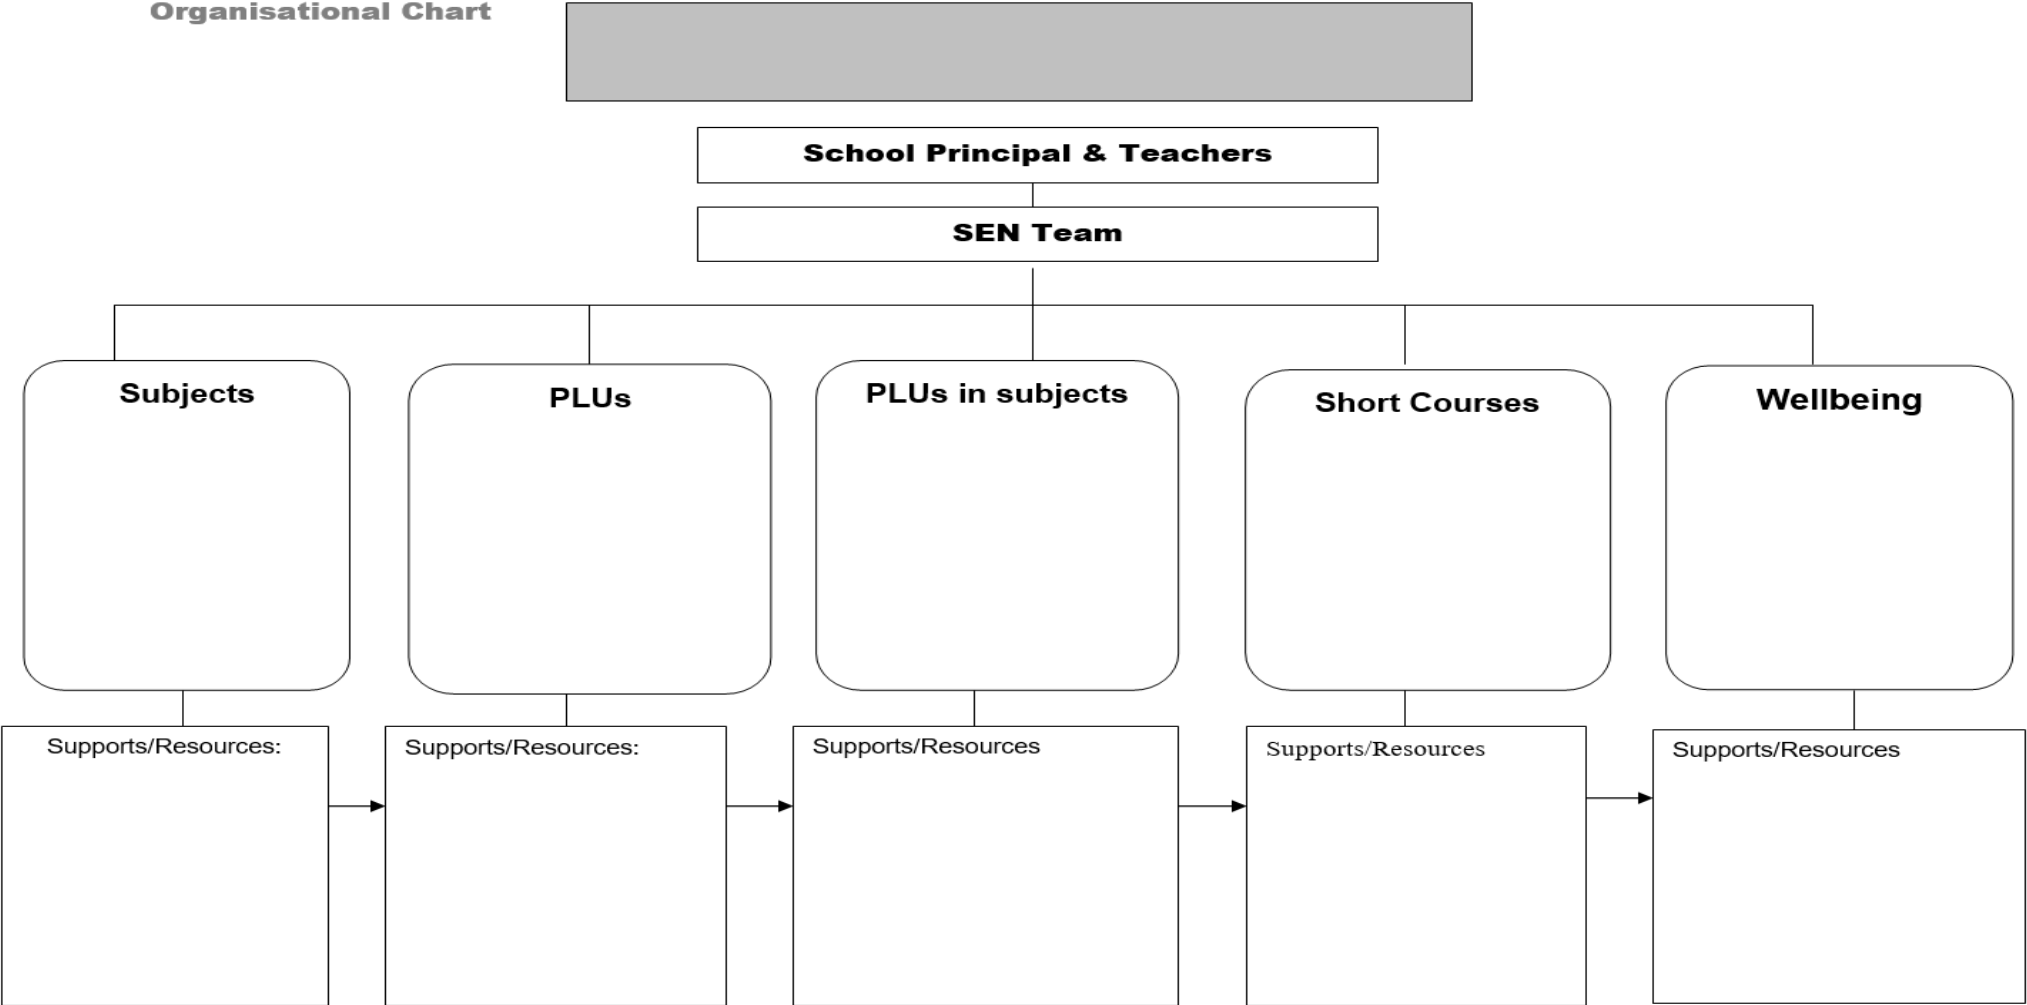 Organisational Chart
School Principal & Teachers
SEN Team
Subjects
PLUs
PLUs in subjects
Short Courses
Wellbeing
Supports/Resources:
Supports/Resources:
Supports/Resources
Supports/Resources
Supports/Resources